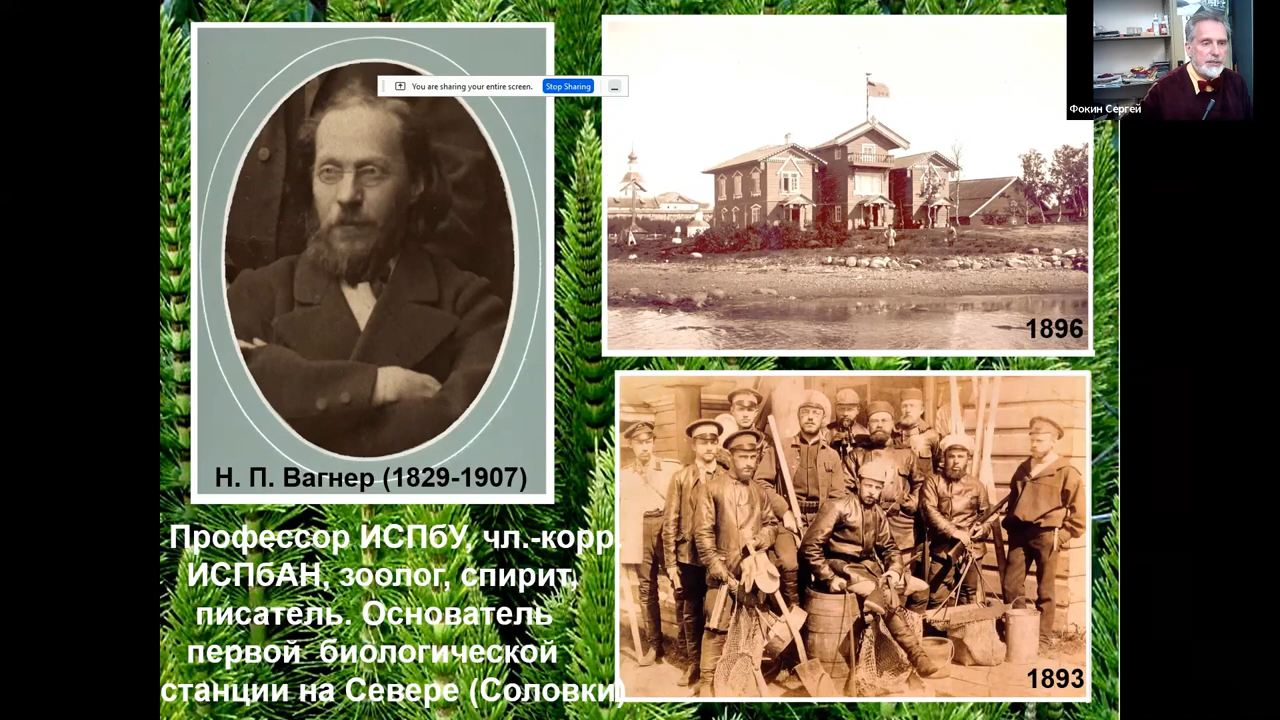 You are sharing your entire screen. Stop Sharing
Фокин Сергей
1896
Н. П. Вагнер (1829-1907)
Профессор ИСПбУ, чл.-корр.
ИСПбАН, зоолог, спирит,
писатель. Основатель
первой биологической
станции на Севере (Соловки)
1893